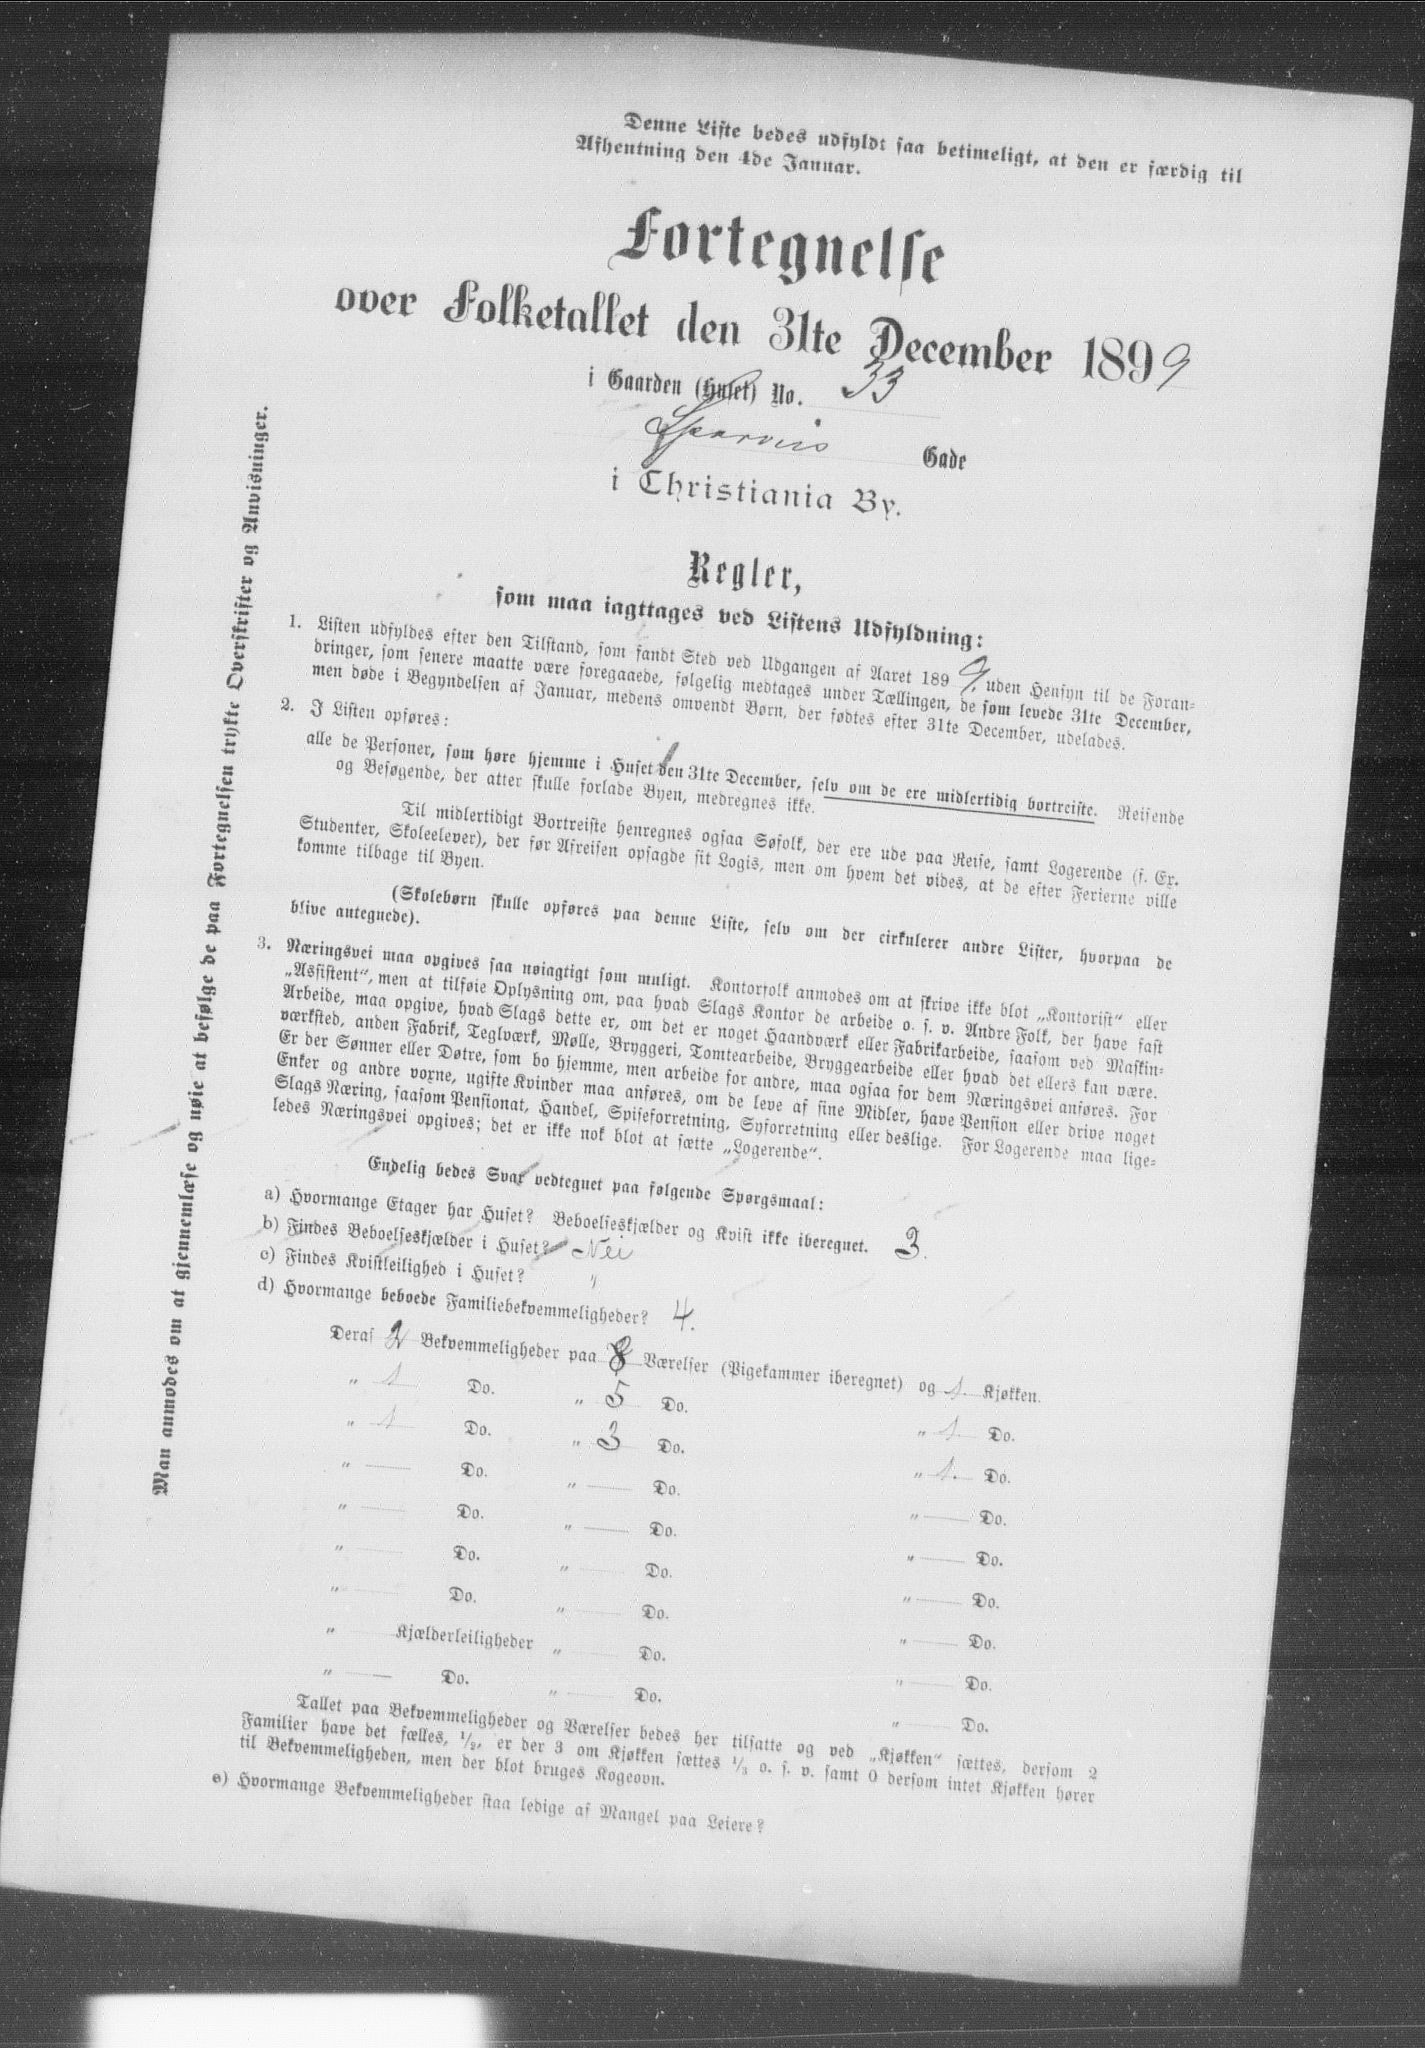 Denne Liste bedes udfyldt saa betimeligt, at den er færdig til
Afhentning den 4de Januar.
Fortegnelse
over Folketallet den 31te December 1899
i Gaarden (Huset) No. 33
Gade
i Christiania By.
Regler,
som maa iagttages ved Listens Udfyldning:
1. Listen udfyldes efter den Tilstand, som fandt Sted ved Udgangen af Aaret 1899, uden Hensyn til de Foran-
dringer, som senere maatte være foregaaede, følgelig medtages under Tællingen, de som levede 31te December,
men døde i Begyndelsen af Januar, medens omvendt Børn, der fødtes efter 31te December, udelades.
2. I Listen opføres:
alle de Personer, som høre hjemme i Huset den 31te December, selv om de ere midlertidig bortreiste. Reisende
og Besøgende, der atter skulle forlade Byen, medregnes ikke.
Til midlertidigt Bortreiste henregnes ogsaa Søfolk, der ere ude paa Reise, samt Logerende (f. Ex.
Studenter, Skoleelever), der før Afreisen opsagde sit Logis, men om hvem det vides, at de efter Ferierne ville
komme tilbage til Byen.
(Skolebørn skulle opføres paa denne Liste, selv om der cirkulerer andre Lister, hvorpaa de
blive antegnede).
3. Næringsvei maa opgives saa nøiagtigt som muligt. Kontorfolk anmodes om at skrive ikke blot „Kontorist“ eller
„Assistent“, men at tilføie Oplysning om, paa hvad Slags Kontor de arbeide o. s. v. Andre Folk, der have fast
Arbeide, maa opgive, hvad Slags dette er, om det er noget Haandværk eller Fabrikarbeide, saasom ved Maskin-
værksted, anden Fabrik, Teglværk, Mølle, Bryggeri, Tomtearbeide, Bryggearbeide eller hvad det ellers kan være.
Er der Sønner eller Døtre, som bo hjemme, men arbeide for andre, maa ogsaa for dem Næringsvei anføres. For
Enker og andre voxne, ugifte Kvinder maa anføres, om de leve af sine Midler, have Pension eller drive noget
Slags Næring, saasom Pensionat, Handel, Spiseforretning, Syforretning eller deslige. For Logerende maa lige-
ledes Næringsvei opgives; det er ikke nok blot at sætte „Logerende“.
Endelig bedes Svar vedtegnet paa følgende Spørgsmaal:
a) Hvormange Etager har Huset? Beboelseskjælder og Kvist ikke iberegnet. 3.
b) Findes Beboelseskjælder i Huset? Nei
c) Findes Kvistleilighed i Huset? "
d) Hvormange beboede Familiebekvemmeligheder? 4.
Deraf 2 Bekvemmeligheder paa 8 Værelser (Pigekammer iberegnet) og 1. Kjøkken.
" 1 Do. " 5 Do. " 1. Do.
" 1 Do. " 3 Do. " 1. Do.
" Do. " Do. " Do.
" Do. " Do. " Do.
" Do. " Do. " Do.
" Do. " Do. " Do.
" Kjælderleiligheder " Do. " Do.
" Do. " Do. " Do.
Tallet paa Bekvemmeligheder og Værelser bedes her tilsatte og ved „Kjøkken“ sættes, dersom 2
Familier have det fælles, 1/2, er der 3 om Kjøkken sættes 1/3 o. s. v. samt 0 dersom intet Kjøkken hører
til Bekvemmeligheden, men der blot bruges Kogeovn.
e) Hvormange Bekvemmeligheder staa ledige af Mangel paa Leiere?
Man anmodes om at gjennemlæse og nøie at befølge de paa Fortegnelsen trykte Overskrifter og Anvisninger.